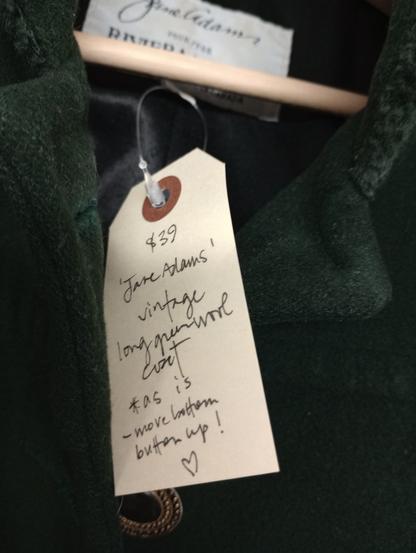 Jane Adams
$39
'Jane Adams'
vintage
long green wool
coat
*as is
-move bottom
button up!
♡